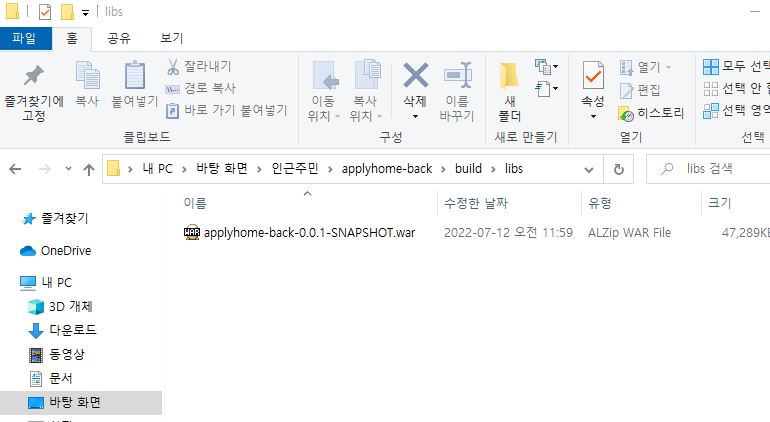 libs
파일 홈 공유 보기
즐겨찾기에 고정
복사
붙여넣기
잘라내기
경로 복사
바로 가기 붙여넣기
클립보드
이동 위치
복사 위치
삭제
이름 바꾸기
구성
새 폴더
새로 만들기
속성
열기
편집
히스토리
열기
모두 선택
선택 안 함
선택 영역
선택
내 PC > 바탕 화면 > 인근주민 > applyhome-back > build > libs
libs 검색
이름 수정한 날짜 유형 크기
applyhome-back-0.0.1-SNAPSHOT.war 2022-07-12 오전 11:59 ALZip WAR File 47,289KB
즐겨찾기
OneDrive
내 PC
3D 개체
다운로드
동영상
문서
바탕 화면